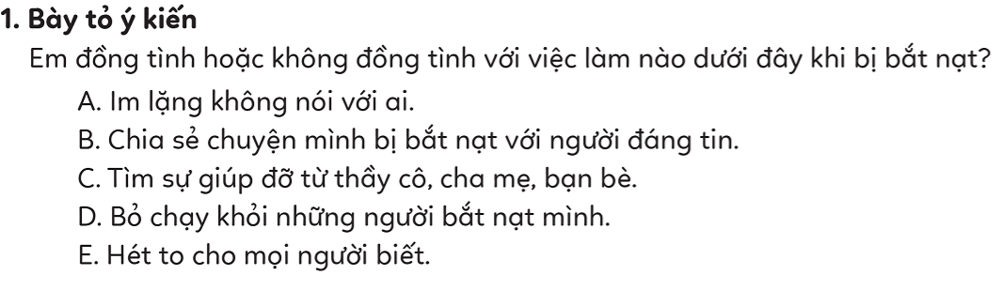 1. Bày tỏ ý kiến
Em đồng tình hoặc không đồng tình với việc làm nào dưới đây khi bị bắt nạt?
A. Im lặng không nói với ai.
B. Chia sẻ chuyện mình bị bắt nạt với người đáng tin.
C. Tìm sự giúp đỡ từ thầy cô, cha mẹ, bạn bè.
D. Bỏ chạy khỏi những người bắt nạt mình.
E. Hét to cho mọi người biết.